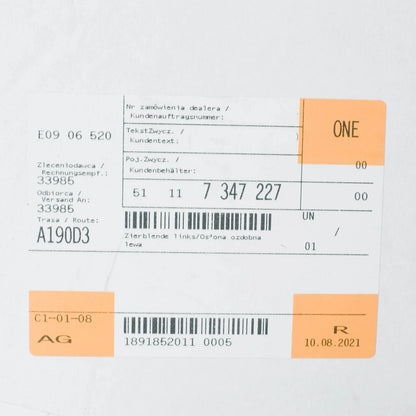 Nr zamówienia dealera /
Kundenauftragsnummer:
ONE
E09 06 520
TekstZwycz. /
Kundentext:
Poj.Zwycz. /
Kundenbehälter:
00
Zleceniodawca /
Rechnungsempf.:
33985
Odbiorca /
Versand An:
33985
51 11 7 347 227
00
Trasa / Route:
A190D3
UN
/
01
Zierblende links/Os³ona ozdobna
lewa
C1-01-08
AG
1891852011 0005
R
10.08.2021